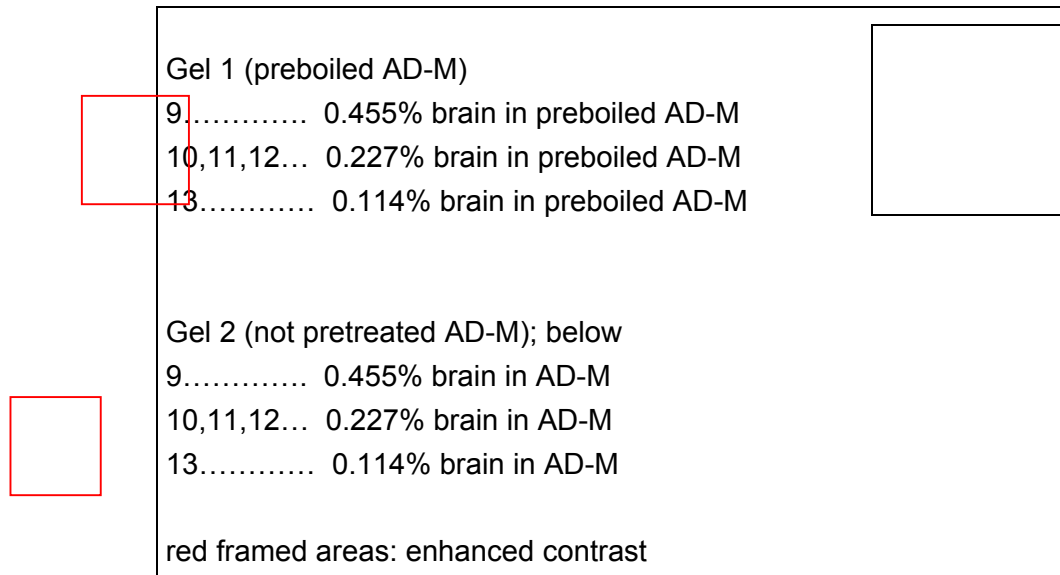 Gel 1 (preboiled AD-M)
9…………. 0.455% brain in preboiled AD-M
10,11,12… 0.227% brain in preboiled AD-M
13………… 0.114% brain in preboiled AD-M
Gel 2 (not pretreated AD-M); below
9…………. 0.455% brain in AD-M
10,11,12… 0.227% brain in AD-M
13………… 0.114% brain in AD-M
red framed areas: enhanced contrast